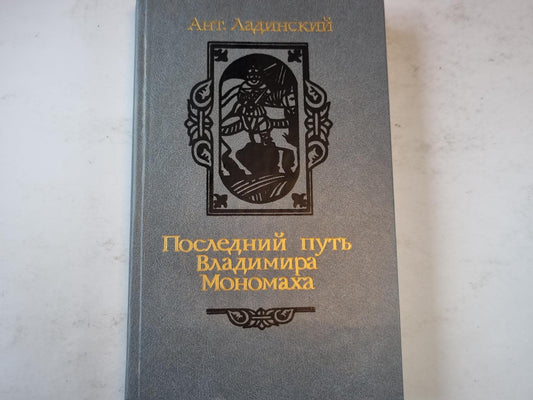 Ант. Ладинский
Последний путь
Владимира
Мономаха